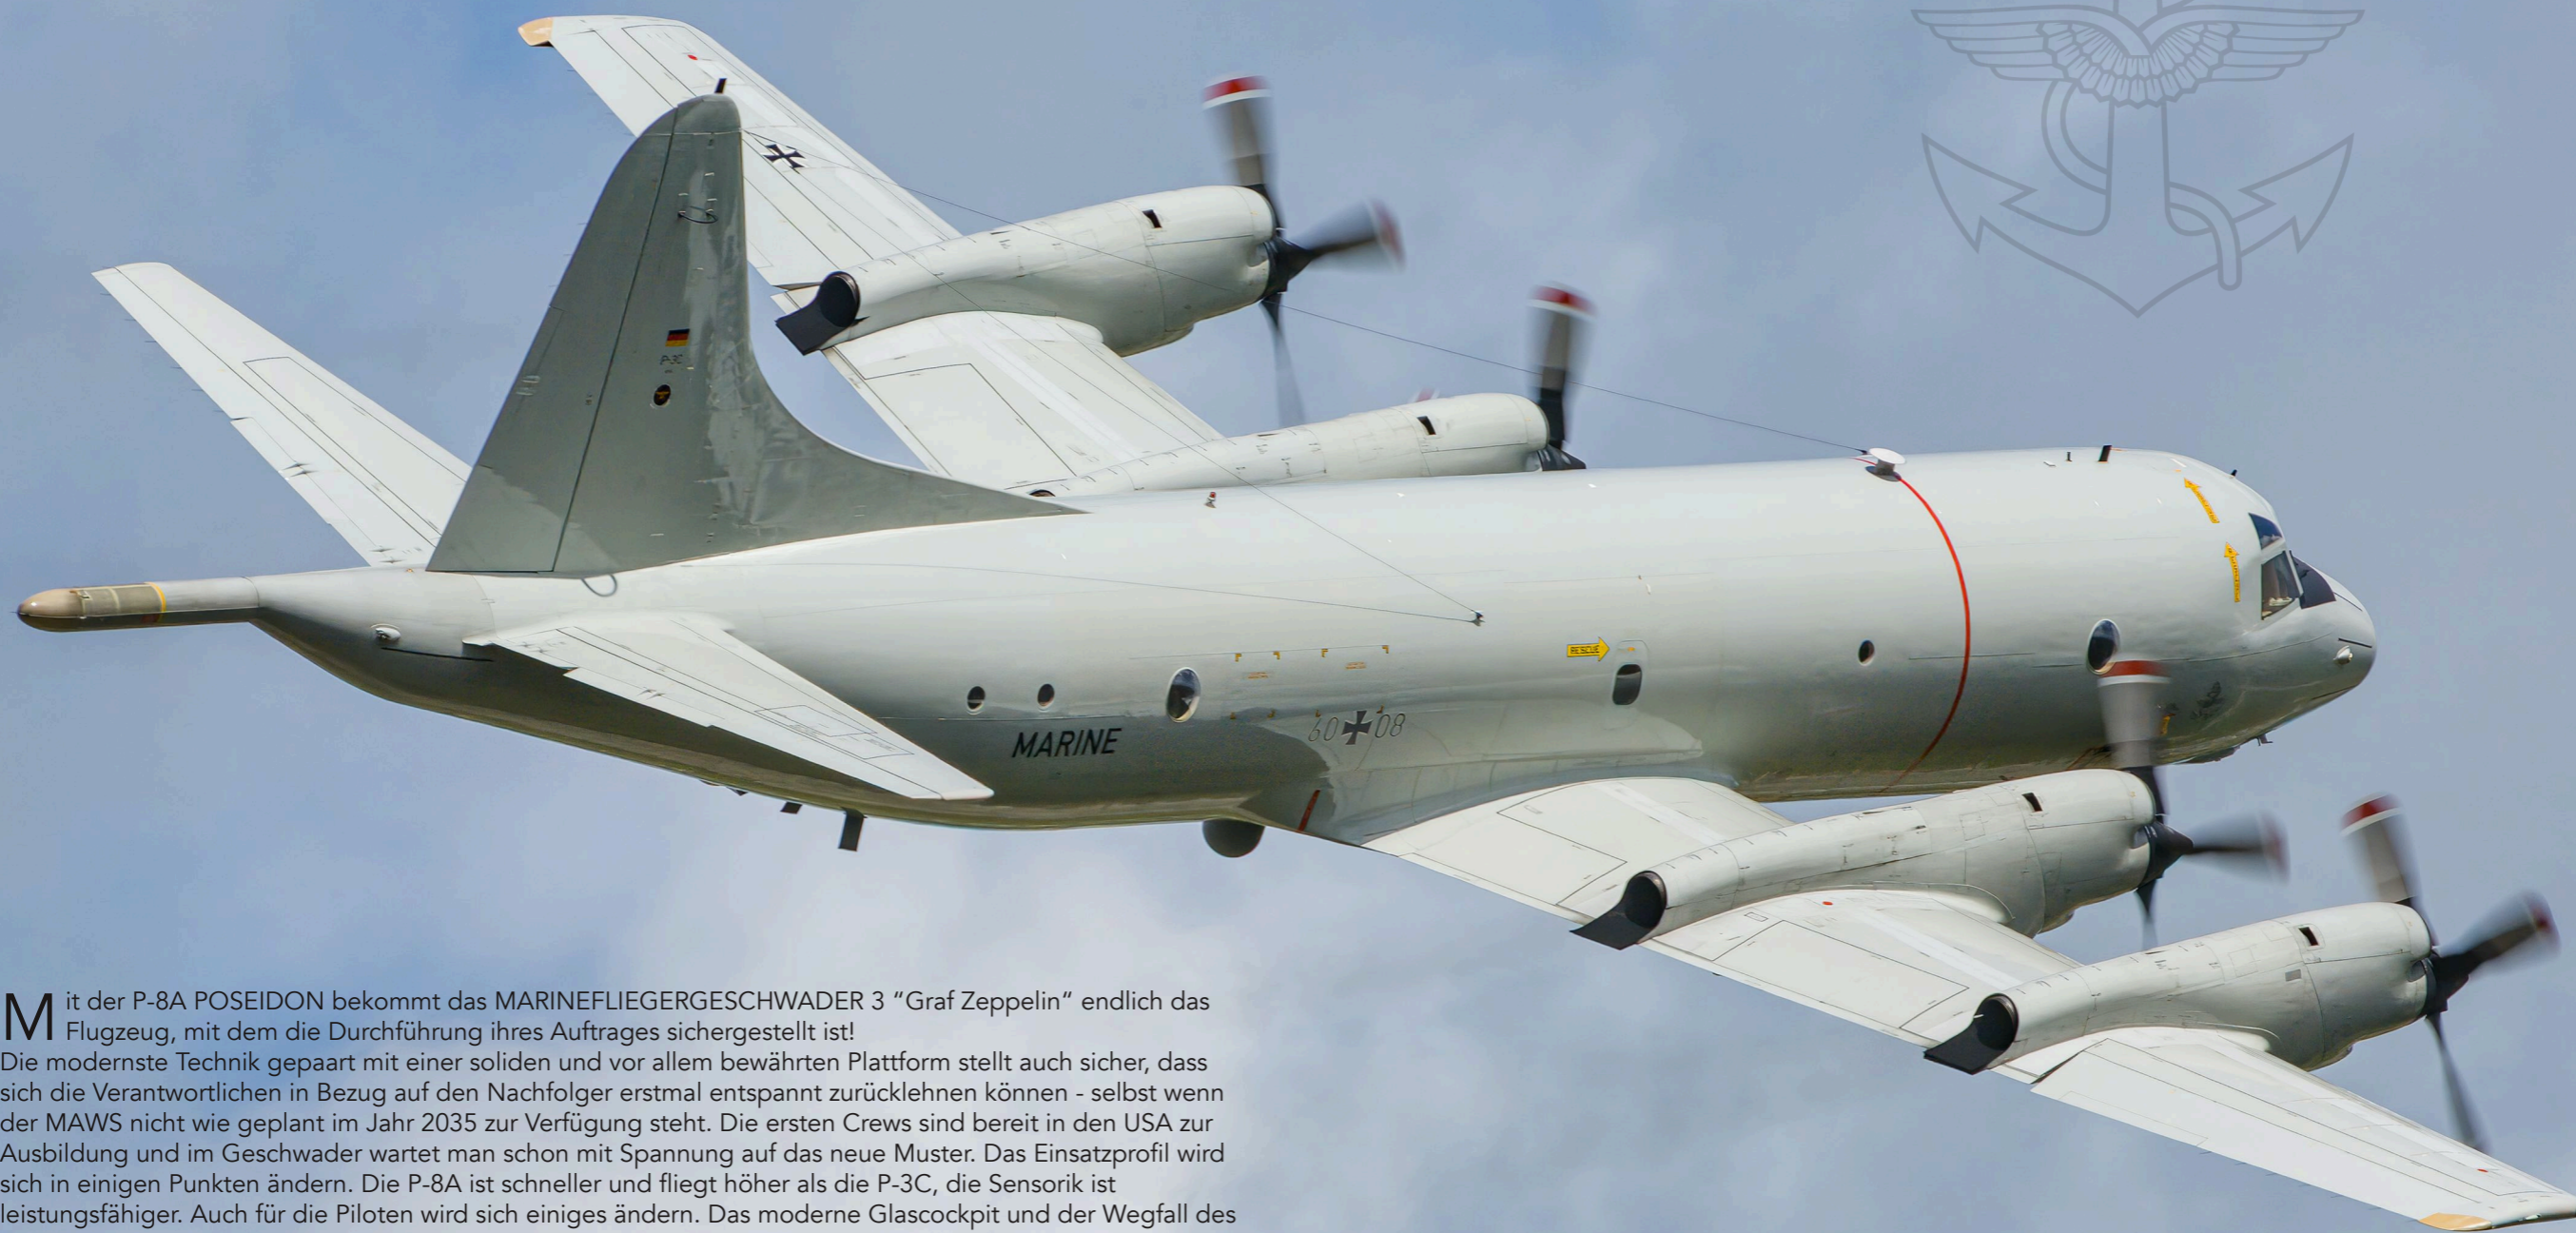 P-3C
RESCUE
MARINE
60 08
Mit der P-8A POSEIDON bekommt das MARINEFLIEGERGESCHWADER 3 “Graf Zeppelin“ endlich das
Flugzeug, mit dem die Durchführung ihres Auftrages sichergestellt ist!
Die modernste Technik gepaart mit einer soliden und vor allem bewährten Plattform stellt auch sicher, dass
sich die Verantwortlichen in Bezug auf den Nachfolger erstmal entspannt zurücklehnen können - selbst wenn
der MAWS nicht wie geplant im Jahr 2035 zur Verfügung steht. Die ersten Crews sind bereit in den USA zur
Ausbildung und im Geschwader wartet man schon mit Spannung auf das neue Muster. Das Einsatzprofil wird
sich in einigen Punkten ändern. Die P-8A ist schneller und fliegt höher als die P-3C, die Sensorik ist
leistungsfähiger. Auch für die Piloten wird sich einiges ändern. Das moderne Glascockpit und der Wegfall des